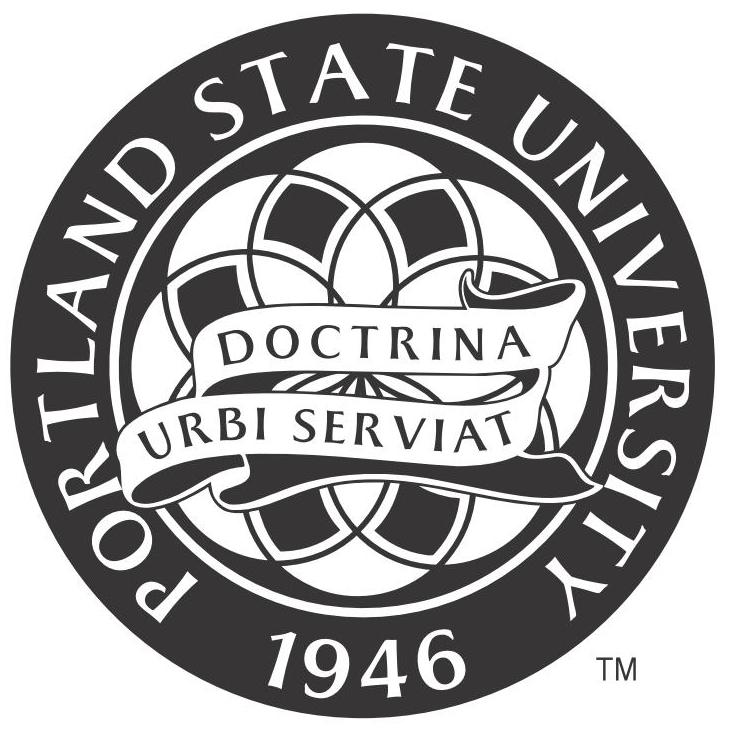 PORTLAND STATE UNIVERSITY
DOCTRINA
URBI SERVIAT
1946
TM